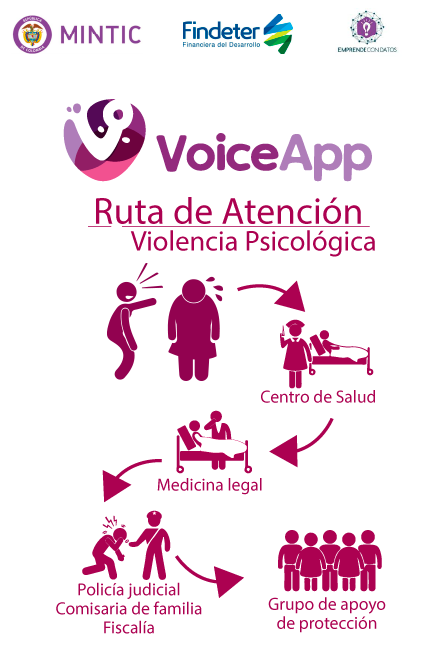 MINTIC
Findeter
Financiera del Desarrollo
EMPRENDECONDATOS
VoiceApp
Ruta de Atención
Violencia Psicológica
Centro de Salud
Medicina legal
Policía judicial
Comisaria de familia
Fiscalía
Grupo de apoyo
de protección